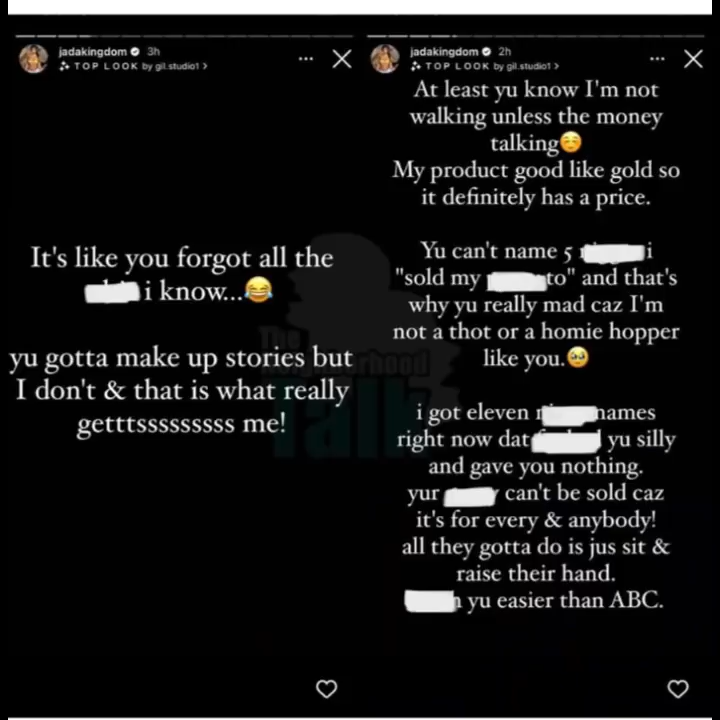 jadakingdom 3h
TOP LOOK by gil.studio1 >
It's like you forgot all the
i know...😂
yu gotta make up stories but
I don't & that is what really
getttsssssssss me!
jadakingdom 2h
TOP LOOK by gil.studio1 >
At least yu know I'm not
walking unless the money
talking☺️
My product good like gold so
it definitely has a price.
Yu can't name 5 i
"sold my to" and that's
why yu really mad caz I'm
not a thot or a homie hopper
like you.🥹
i got eleven names
right now dat yu silly
and gave you nothing.
yur can't be sold caz
it's for every & anybody!
all they gotta do is jus sit &
raise their hand.
yu easier than ABC.
The
Neighborhood
Talk